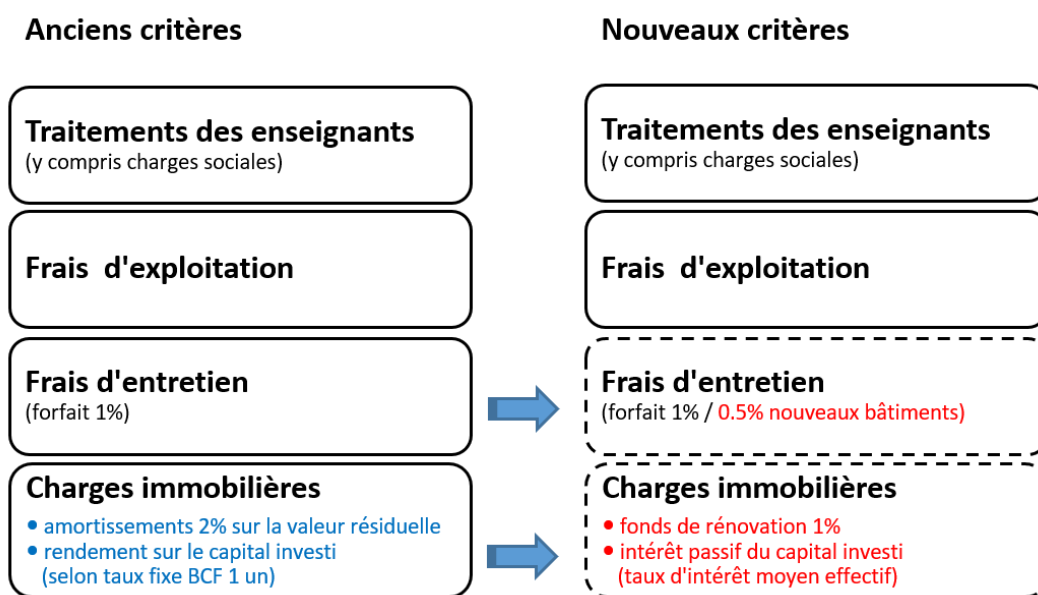 Anciens critères
Traitements des enseignants
(y compris charges sociales)
Frais  d'exploitation
Frais d'entretien
(forfait 1%)
Charges immobilières
• amortissements 2% sur la valeur résiduelle
• rendement sur le capital investi
(selon taux fixe BCF 1 un)
Nouveaux critères
Traitements des enseignants
(y compris charges sociales)
Frais  d'exploitation
Frais d'entretien
(forfait 1% / 0.5% nouveaux bâtiments)
Charges immobilières
• fonds de rénovation 1%
• intérêt passif du capital investi
(taux d'intérêt moyen effectif)